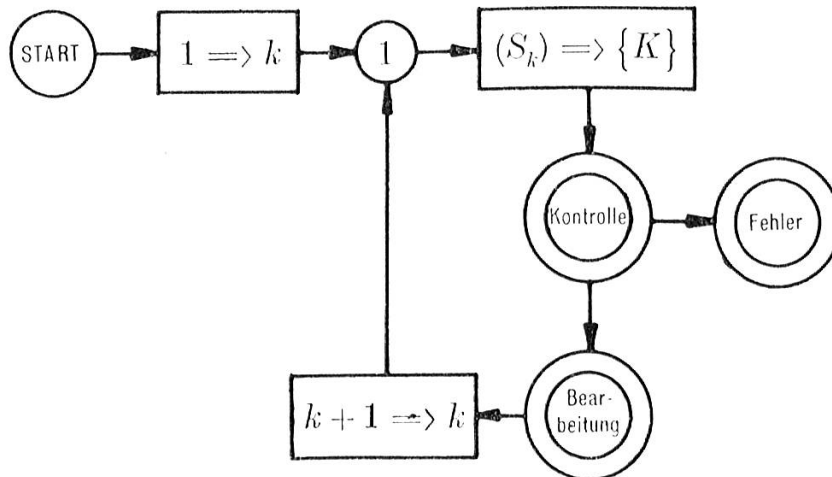 START
1 => k
1
(S_k) => {K}
Kontrolle
Fehler
k + 1 => k
Bear-
beitung